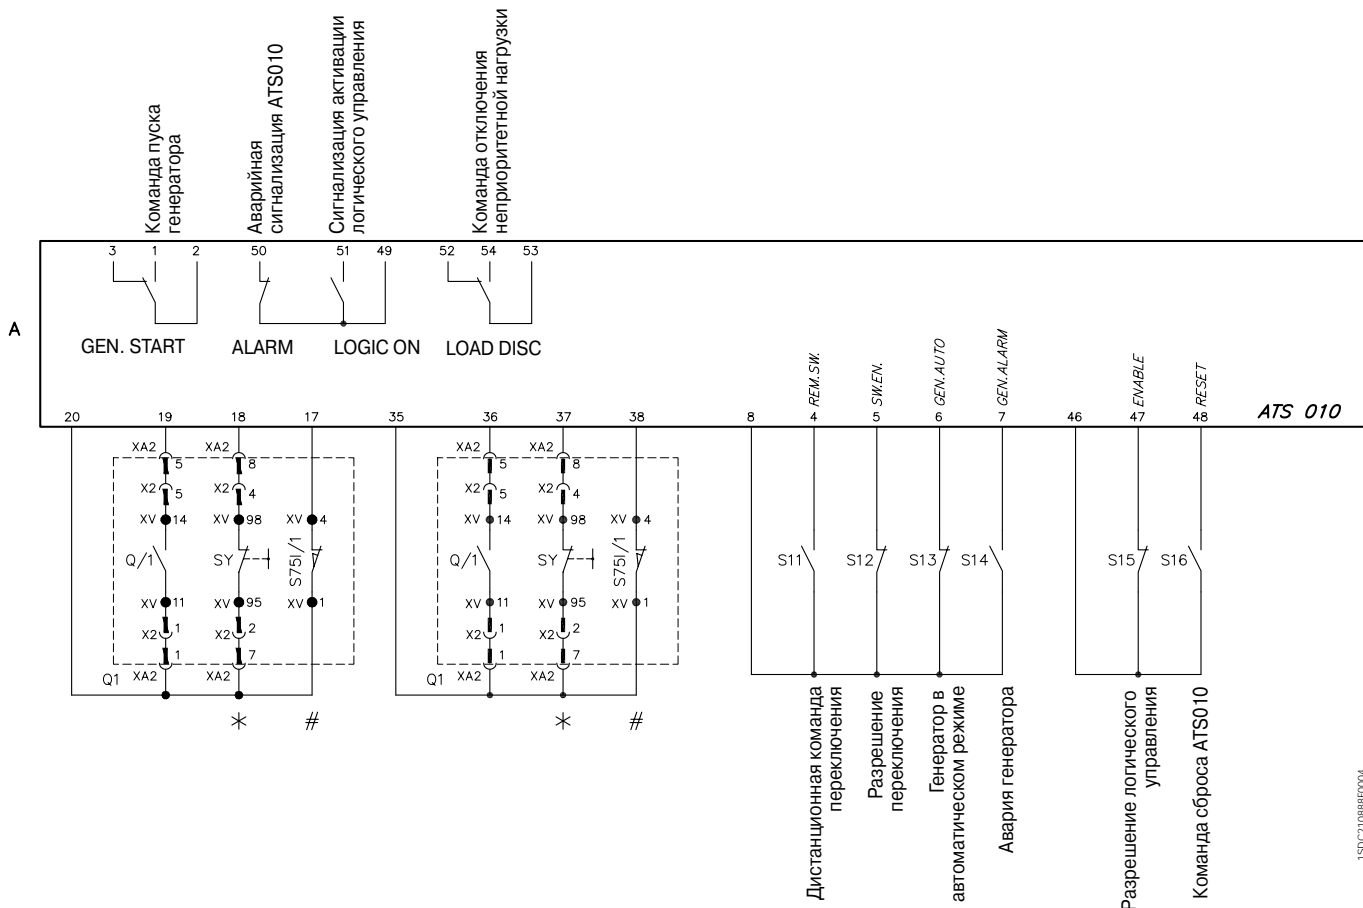 Команда пуска
генератора
Аварийная
сигнализация ATS010
Сигнализация активации
логического управления
Команда отключения
неприоритетной нагрузки
3 1 2 50 51 49 52 54 53
A
GEN. START ALARM LOGIC ON LOAD DISC
REM.SW. SW.EN. GEN.AUTO GEN.ALARM ENABLE RESET
20 19 18 17 35 36 37 38 8 4 5 6 7 46 47 48 ATS 010
XA2 XA2 XA2 XA2
5 8 5 8
X2 5 X2 4 X2 5 X2 4
XV 14 XV 98 XV 4 XV 14 XV 98 XV 4
Q/1 SY S75I/1 Q/1 SY S75I/1 S11 S12 S13 S14 S15 S16
XV 11 XV 95 XV 1 XV 11 XV 95 XV 1
X2 1 X2 2 X2 1 X2 2
1 7 1 7
Q1 XA2 XA2 Q1 XA2 XA2
* # * #
Дистанционная команда
переключения
Разрешение
переключения
Генератор в
автоматическом режиме
Авария генератора
Разрешение логического
управления
Команда сброса ATS010